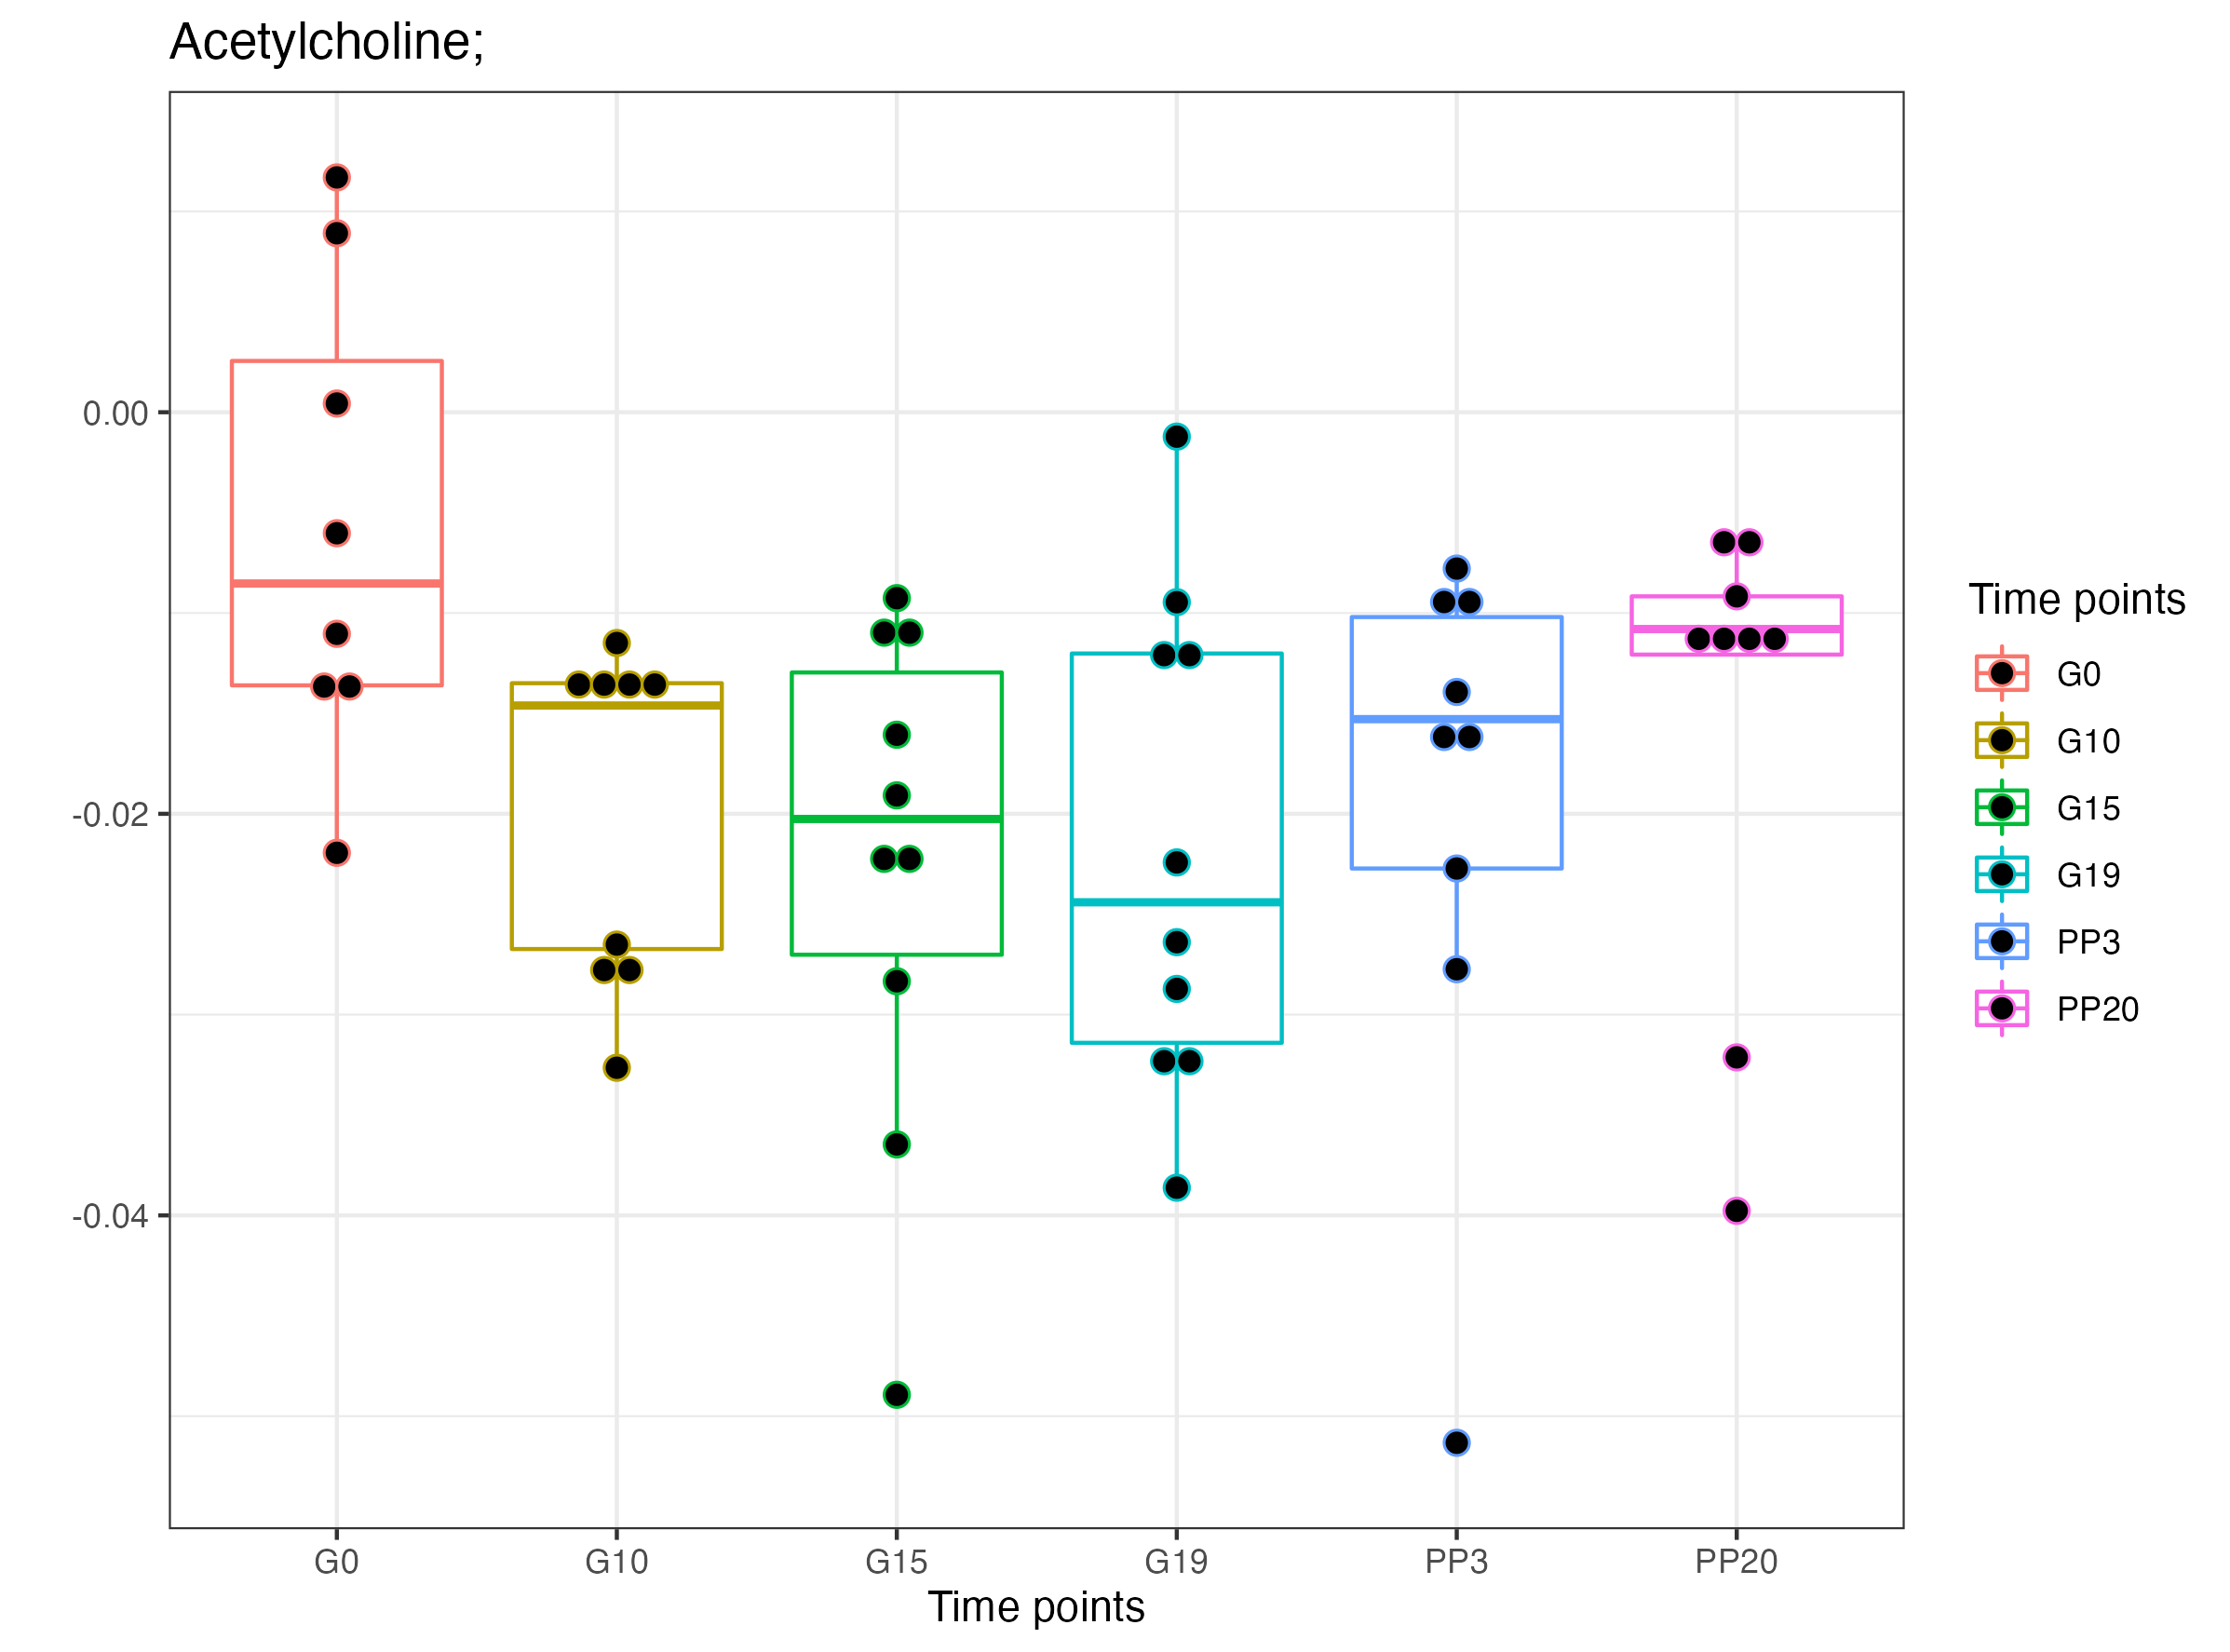 Acetylcholine;
0.00
-0.02
-0.04
G0 G10 G15 G19 PP3 PP20
Time points
Time points
G0
G10
G15
G19
PP3
PP20